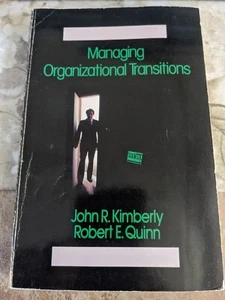 Managing
Organizational Transitions
John R. Kimberly
Robert E. Quinn